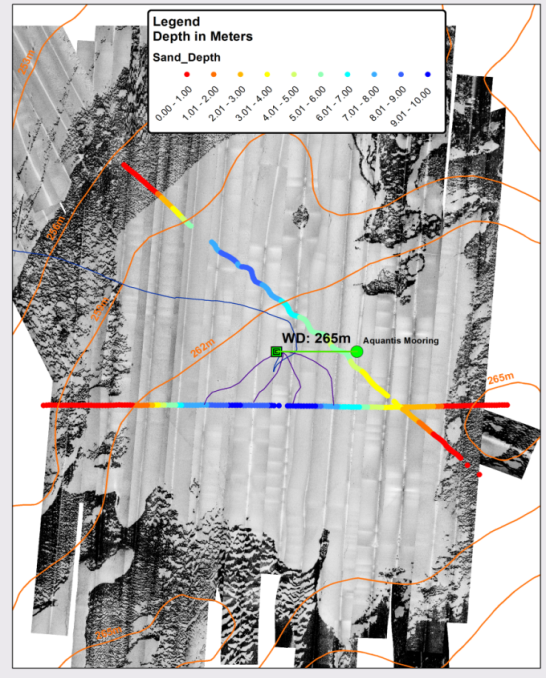 Legend
Depth in Meters
Sand_Depth
0.00 - 1.00
1.01 - 2.00
2.01 - 3.00
3.01 - 4.00
4.01 - 5.00
5.01 - 6.00
6.01 - 7.00
7.01 - 8.00
8.01 - 9.00
9.01 - 10.00
WD: 265m
Aquantis Mooring
262m
265m